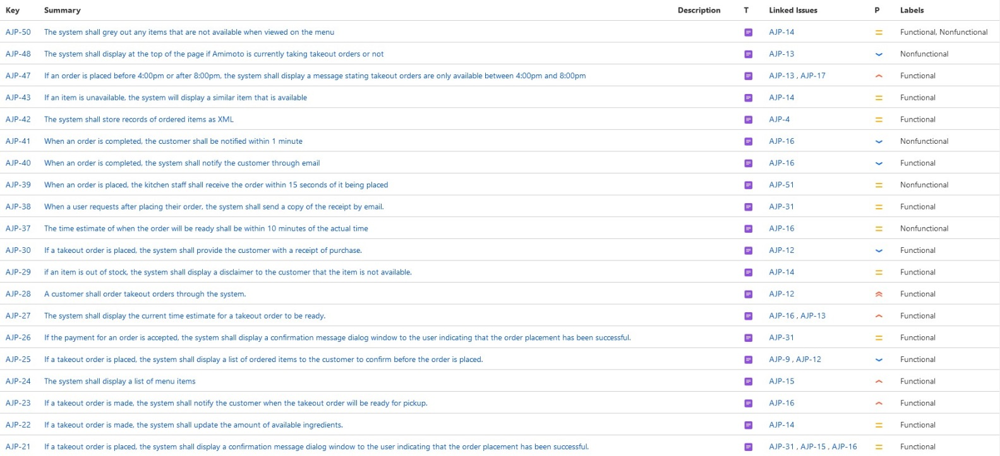 Key Summary Description T Linked Issues P Labels
AJP-50 The system shall grey out any items that are not available when viewed on the menu AJP-14 Functional, Nonfunctional
AJP-48 The system shall display at the top of the page if Amimoto is currently taking takeout orders or not AJP-13 Nonfunctional
AJP-47 If an order is placed before 4:00pm or after 8:00pm, the system shall display a message stating takeout orders are only available between 4:00pm and 8:00pm AJP-13 , AJP-17 Functional
AJP-43 If an item is unavailable, the system will display a similar item that is available AJP-14 Functional
AJP-42 The system shall store records of ordered items as XML AJP-4 Functional
AJP-41 When an order is completed, the customer shall be notified within 1 minute AJP-16 Nonfunctional
AJP-40 When an order is completed, the system shall notify the customer through email AJP-16 Functional
AJP-39 When an order is placed, the kitchen staff shall receive the order within 15 seconds of it being placed AJP-51 Nonfunctional
AJP-38 When a user requests after placing their order, the system shall send a copy of the receipt by email. AJP-31 Functional
AJP-37 The time estimate of when the order will be ready shall be within 10 minutes of the actual time AJP-16 Nonfunctional
AJP-30 If a takeout order is placed, the system shall provide the customer with a receipt of purchase. AJP-12 Functional
AJP-29 if an item is out of stock, the system shall display a disclaimer to the customer that the item is not available. AJP-14 Functional
AJP-28 A customer shall order takeout orders through the system. AJP-12 Functional
AJP-27 The system shall display the current time estimate for a takeout order to be ready. AJP-16 , AJP-13 Functional
AJP-26 If the payment for an order is accepted, the system shall display a confirmation message dialog window to the user indicating that the order placement has been successful. AJP-31 Functional
AJP-25 If a takeout order is placed, the system shall display a list of ordered items to the customer to confirm before the order is placed. AJP-9 , AJP-12 Functional
AJP-24 The system shall display a list of menu items AJP-15 Functional
AJP-23 If a takeout order is made, the system shall notify the customer when the takeout order will be ready for pickup. AJP-16 Functional
AJP-22 If a takeout order is made, the system shall update the amount of available ingredients. AJP-14 Functional
AJP-21 If a takeout order is placed, the system shall display a confirmation message dialog window to the user indicating that the order placement has been successful. AJP-31 , AJP-15 , AJP-16 Functional